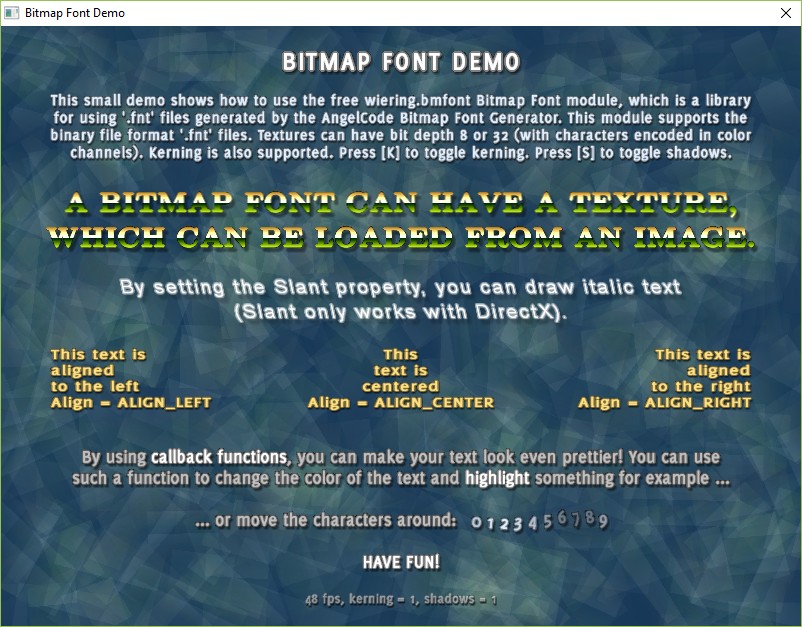 Bitmap Font Demo
BITMAP FONT DEMO
This small demo shows how to use the free wiering.bmfont Bitmap Font module, which is a library
for using '.fnt' files generated by the AngelCode Bitmap Font Generator. This module supports the
binary file format '.fnt' files. Textures can have bit depth 8 or 32 (with characters encoded in color
channels). Kerning is also supported. Press [K] to toggle kerning. Press [S] to toggle shadows.
A BITMAP FONT CAN HAVE A TEXTURE,
WHICH CAN BE LOADED FROM AN IMAGE.
By setting the Slant property, you can draw italic text
(Slant only works with DirectX).
This text is
aligned
to the left
Align = ALIGN_LEFT
This
text is
centered
Align = ALIGN_CENTER
This text is
aligned
to the right
Align = ALIGN_RIGHT
By using callback functions, you can make your text look even prettier! You can use
such a function to change the color of the text and highlight something for example ...
... or move the characters around: 0 1 2 3 4 5 6 7 8 9
HAVE FUN!
48 fps, kerning = 1, shadows = 1